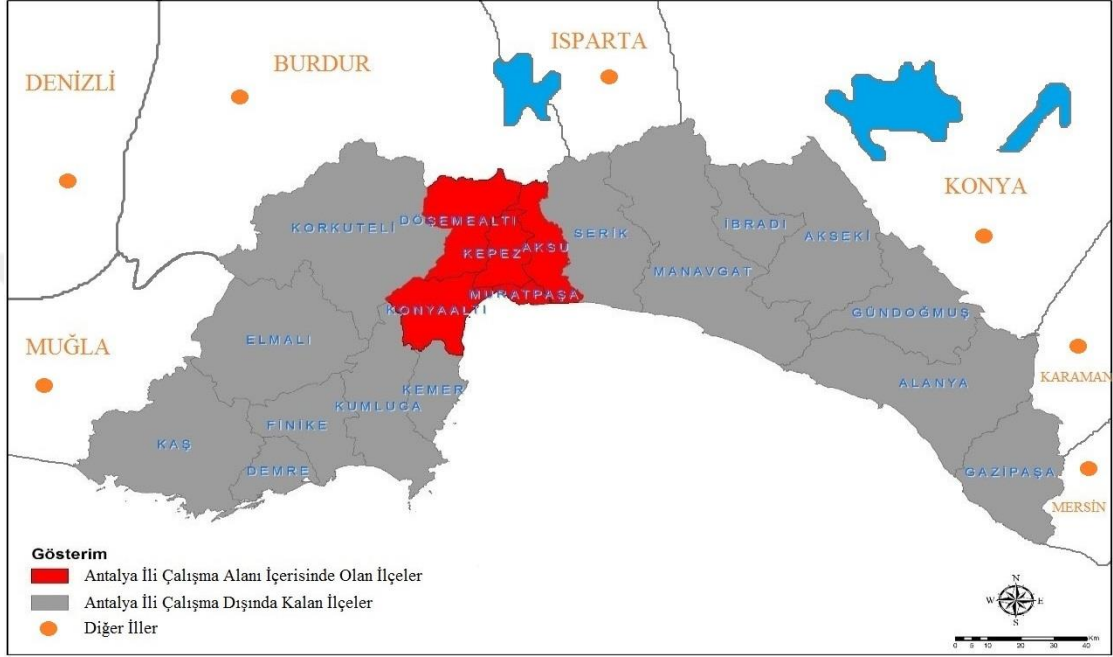 ISPARTA
BURDUR
DENİZLİ
KONYA
DÖŞEMEALTI
KORKUTELİ
İBRADI
SERİK
AKSEKİ
AKSU
KEPEZ
MANAVGAT
MURATPAŞA
KONYAALTI
GÜNDOĞMUŞ
ELMALI
MUĞLA
KARAMAN
ALANYA
KEMER
KUMLUCA
FİNİKE
KAŞ
DEMRE
GAZİPAŞA
MERSİN
Gösterim
Antalya İli Çalışma Alanı İçerisinde Olan İlçeler
Antalya İli Çalışma Dışında Kalan İlçeler
Diğer İller
N
W E
S
0 5 10 20 30 40 Km